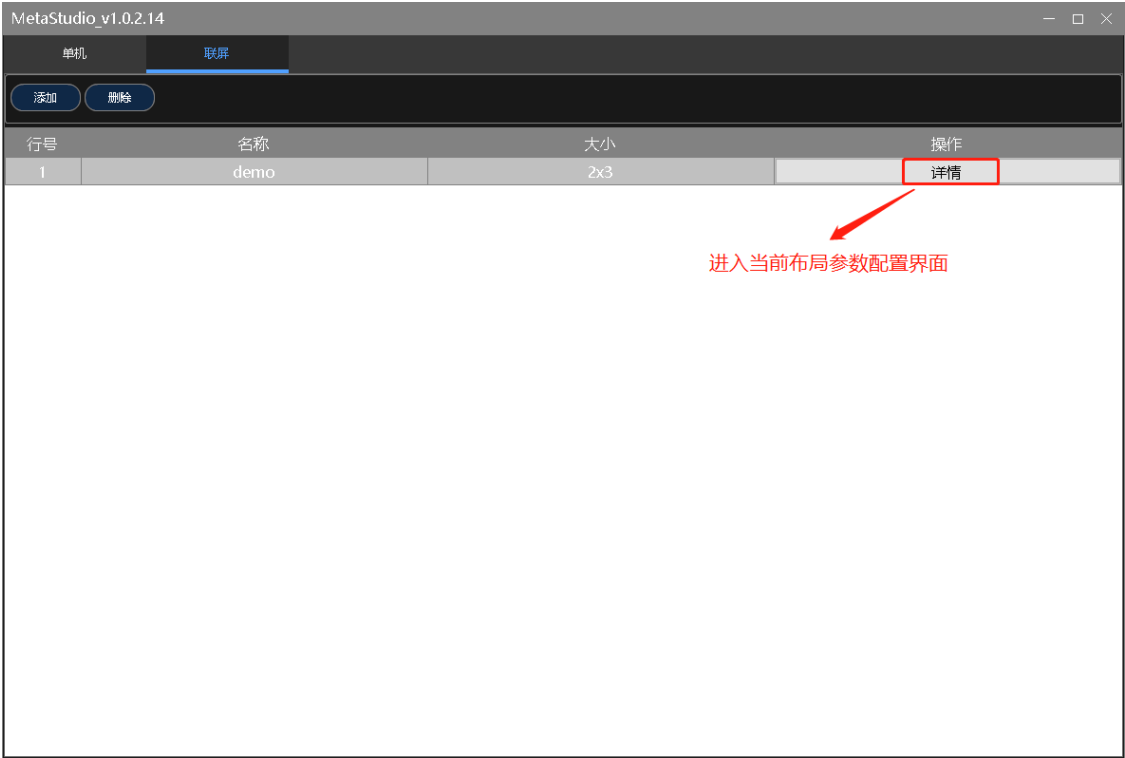 MetaStudio_v1.0.2.14
单机 联屏
添加 删除
行号 名称 大小 操作
1 demo 2x3 详情
进入当前布局参数配置界面